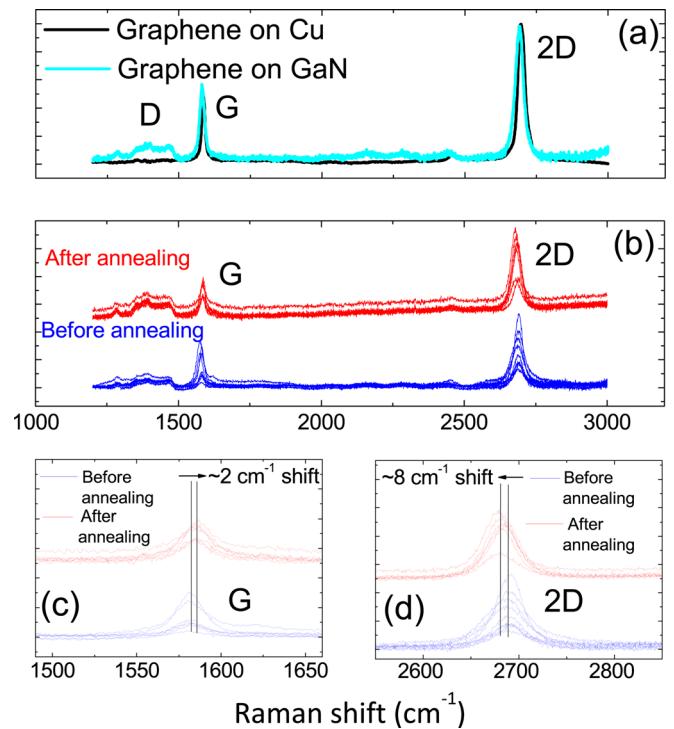 Graphene on Cu
(a)
Graphene on GaN
2D
D
G
After annealing
G
2D
(b)
Before annealing
1000
1500
2000
2500
3000
Before
annealing
After
annealing
~2 cm-1 shift
(c)
G
1500
1550
1600
1650
~8 cm-1 shift
Before
annealing
After
annealing
(d)
2D
2600
2700
2800
Raman shift (cm-1)